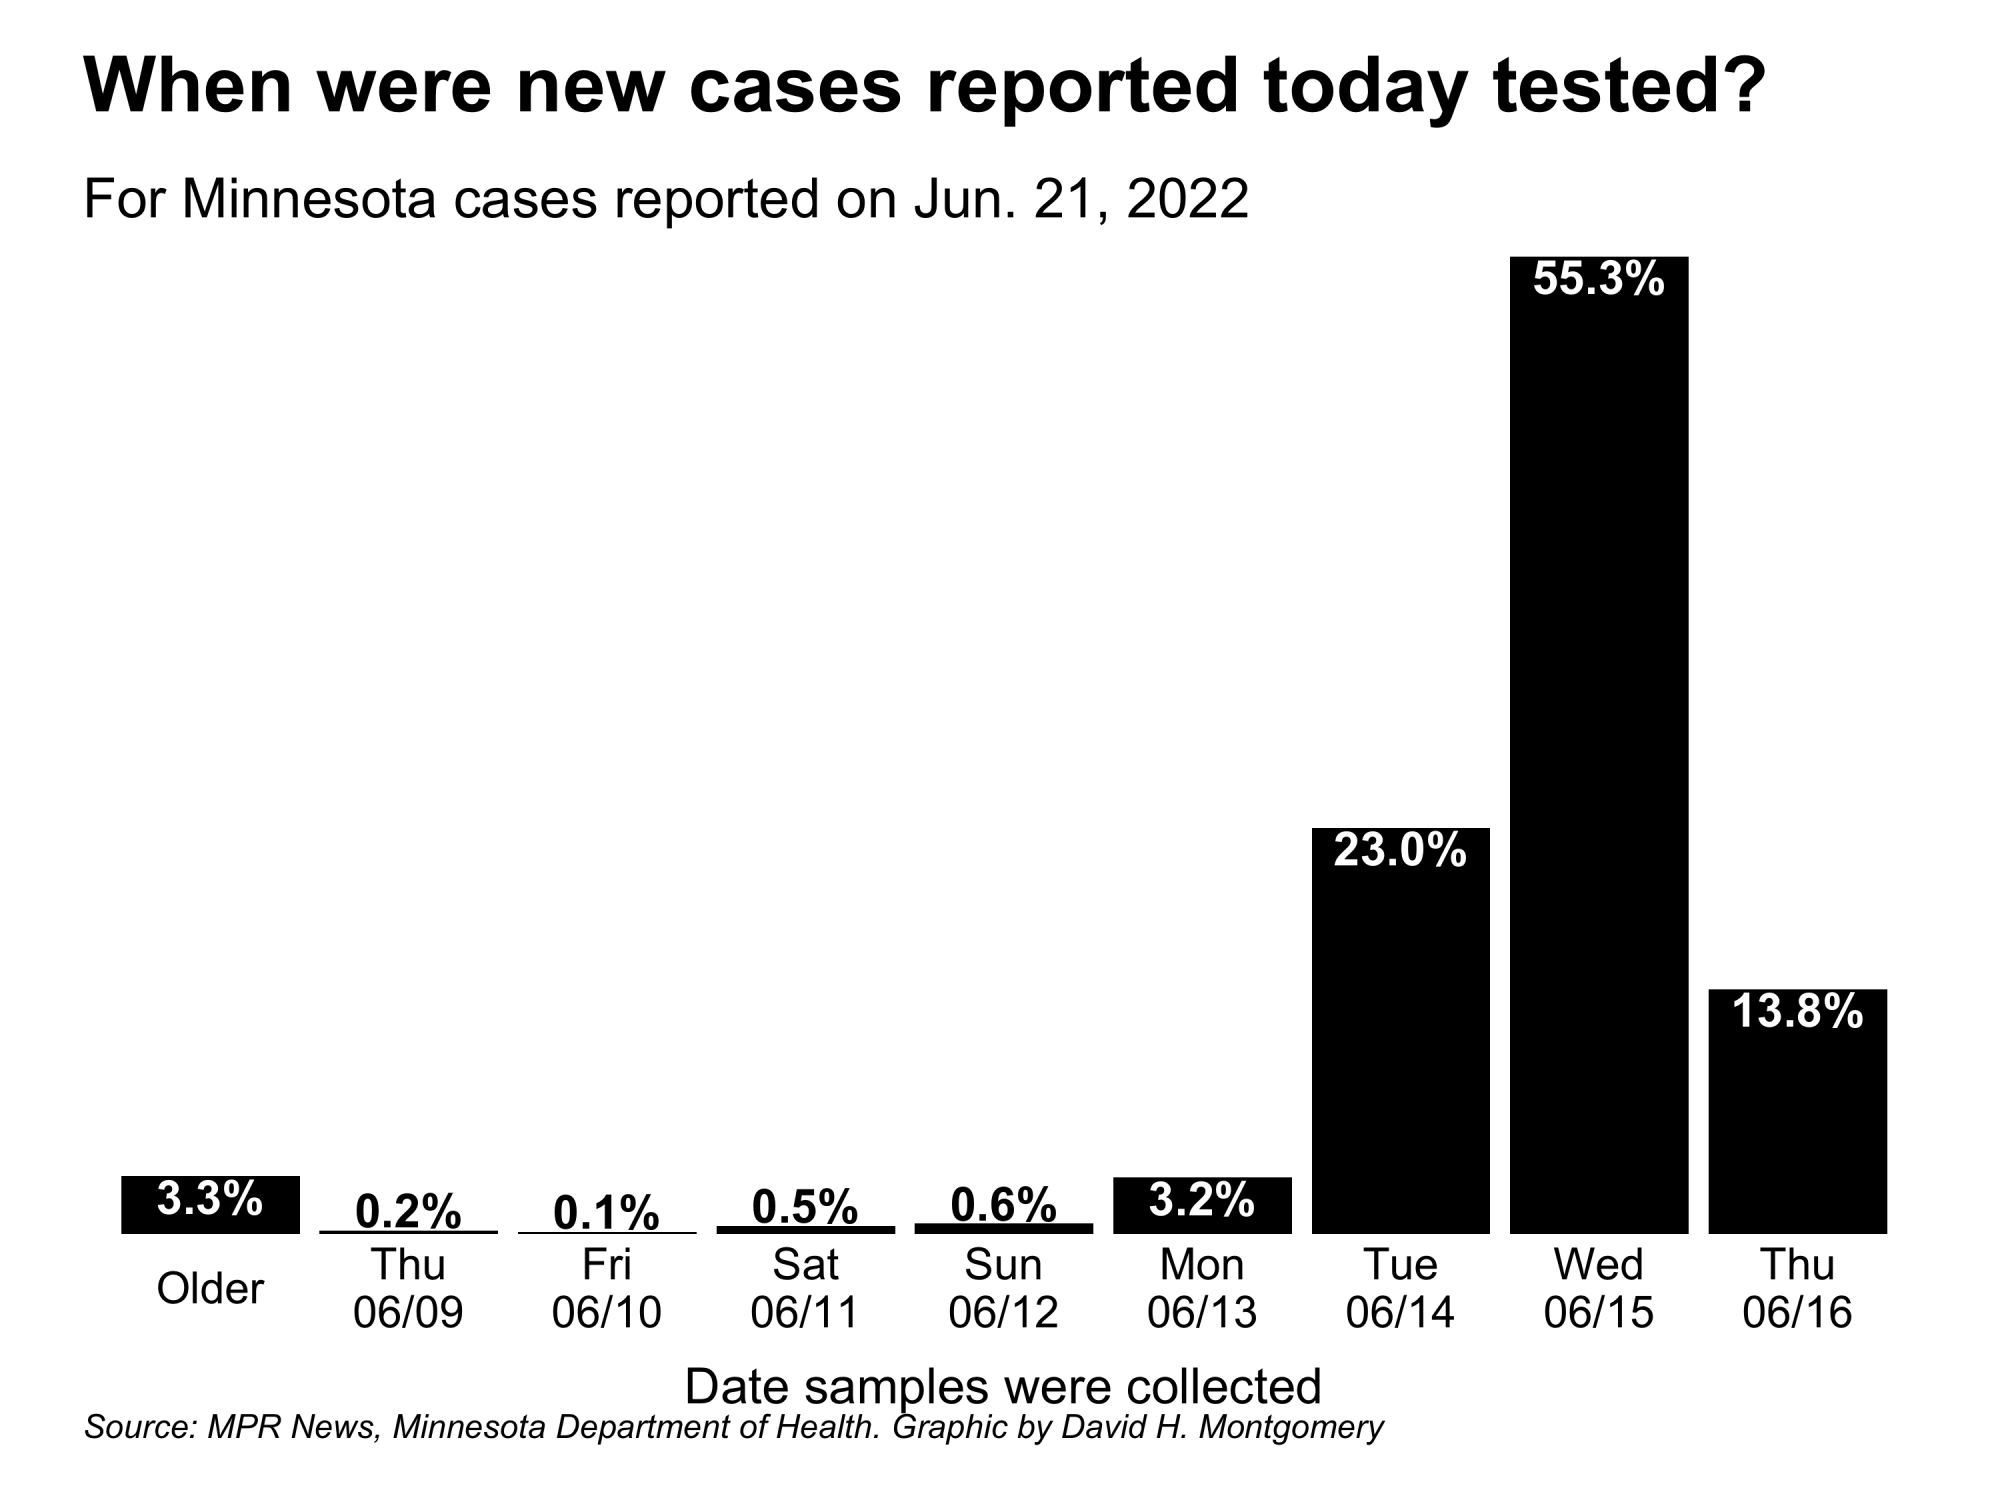 When were new cases reported today tested?
For Minnesota cases reported on Jun. 21, 2022
55.3%
23.0%
13.8%
3.3%
0.2%
0.1%
0.5%
0.6%
3.2%
Older
Thu
06/09
Fri
06/10
Sat
06/11
Sun
06/12
Mon
06/13
Tue
06/14
Wed
06/15
Thu
06/16
Date samples were collected
Source: MPR News, Minnesota Department of Health. Graphic by David H. Montgomery